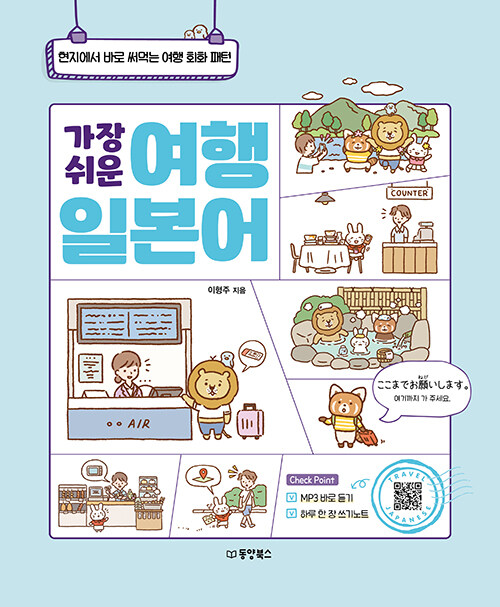 현지에서 바로 써먹는 여행 회화 패턴
가장
쉬운
여행
일본어
이형주 지음
COUNTER
AIR
ここまでお願いします。
ねが
여기까지 가 주세요.
Check Point
MP3 바로 듣기
하루 한 장 쓰기노트
TRAVEL
JAPANESE
동양북스